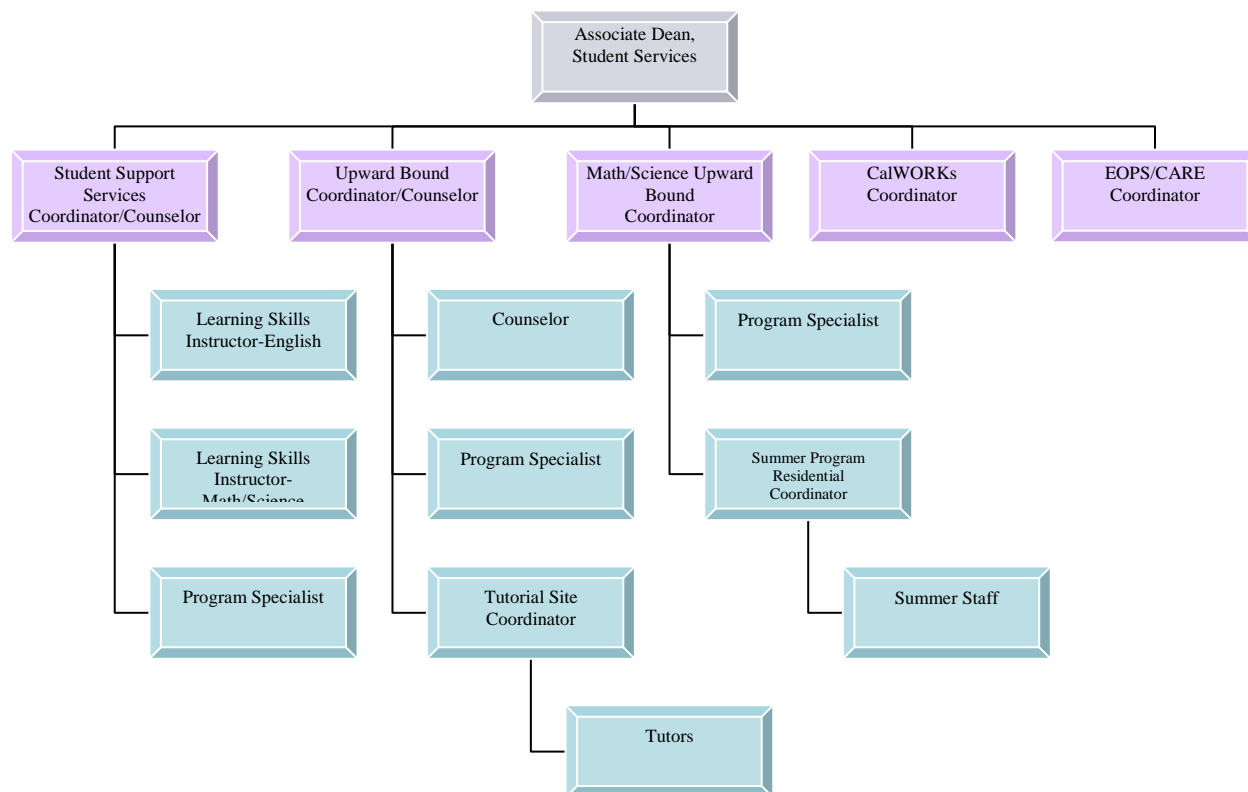 Associate Dean,
Student Services
Student Support
Services
Coordinator/Counselor
Upward Bound
Coordinator/Counselor
Math/Science Upward
Bound
Coordinator
CalWORKs
Coordinator
EOPS/CARE
Coordinator
Learning Skills
Instructor-English
Counselor
Program Specialist
Learning Skills
Instructor-
Math/Science
Program Specialist
Summer Program
Residential
Coordinator
Program Specialist
Tutorial Site
Coordinator
Summer Staff
Tutors